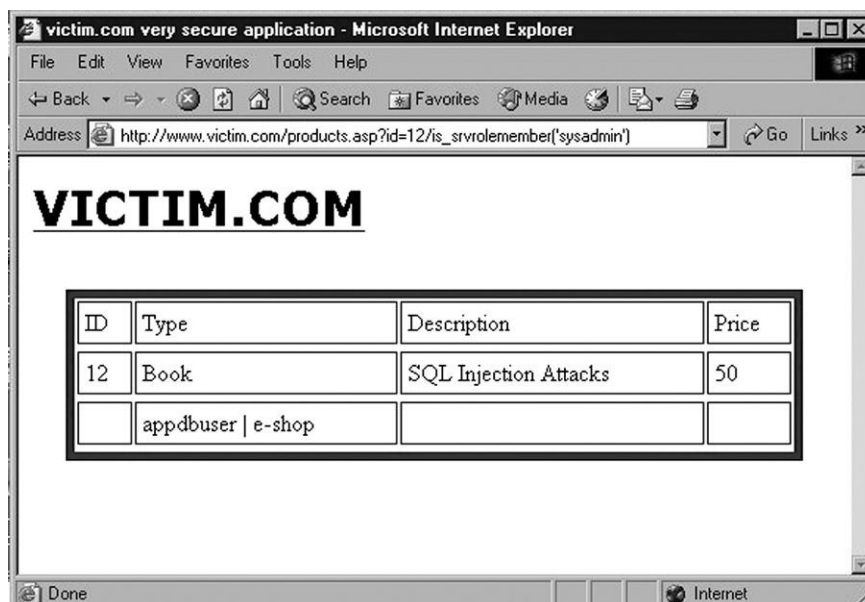 victim.com very secure application - Microsoft Internet Explorer
File Edit View Favorites Tools Help
Back Search Favorites Media
Address http://www.victim.com/products.asp?id=12/is_srvrolemember('sysadmin') Go Links »
VICTIM.COM
ID Type Description Price
12 Book SQL Injection Attacks 50
appdbuser | e-shop
Done Internet